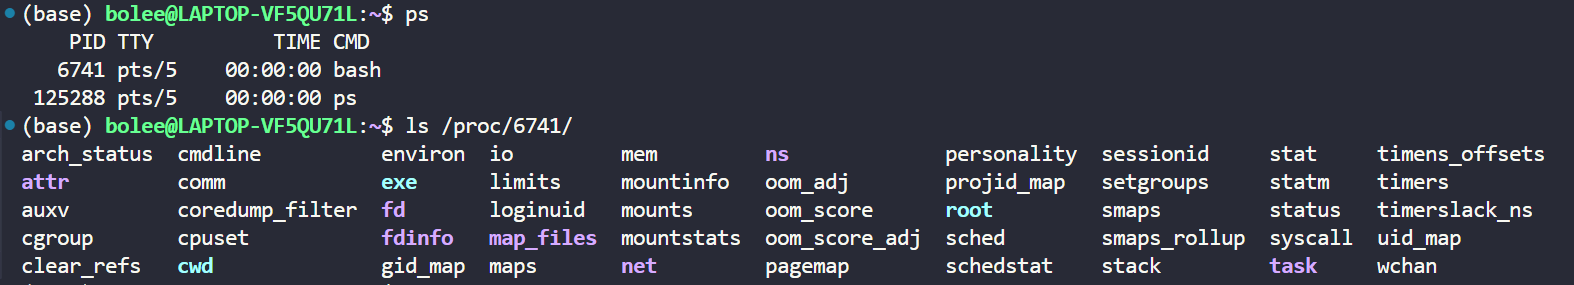 (base) bolee@LAPTOP-VF5QU71L:~$ ps
    PID TTY          TIME CMD
   6741 pts/5    00:00:00 bash
 125288 pts/5    00:00:00 ps
(base) bolee@LAPTOP-VF5QU71L:~$ ls /proc/6741/
arch_status  cmdline          environ  io         mem         ns             personality  sessionid     stat     timens_offsets
attr         comm             exe      limits     mountinfo   oom_adj        projid_map   setgroups     statm    timers
auxv         coredump_filter  fd       loginuid   mounts      oom_score      root         smaps         status   timerslack_ns
cgroup       cpuset           fdinfo   map_files  mountstats  oom_score_adj  sched        smaps_rollup  syscall  uid_map
clear_refs   cwd              gid_map  maps       net         pagemap        schedstat    stack         task     wchan